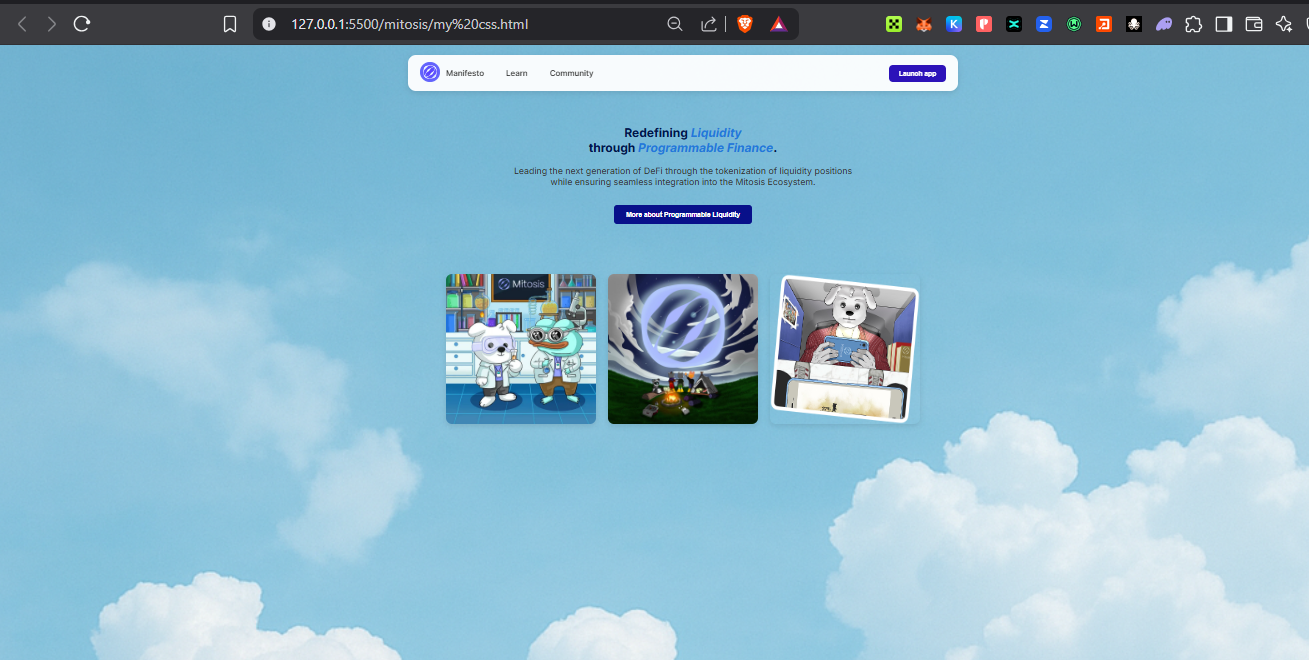 127.0.0.1:5500/mitosis/my%20css.html
Manifesto Learn Community Launch app
Redefining Liquidity
through Programmable Finance.
Leading the next generation of DeFi through the tokenization of liquidity positions
while ensuring seamless integration into the Mitosis Ecosystem.
More about Programmable Liquidity
Mitosis